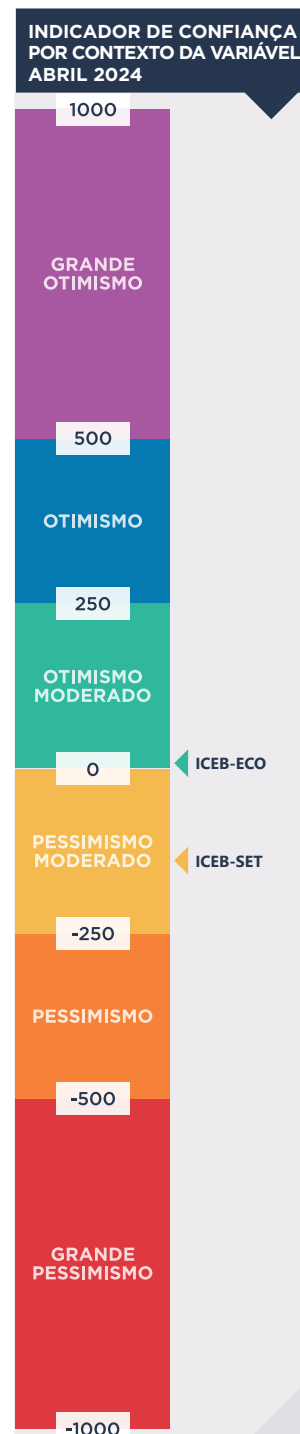 INDICADOR DE CONFIANÇA
POR CONTEXTO DA VARIÁVEL
ABRIL 2024
1000
GRANDE
OTIMISMO
500
OTIMISMO
250
OTIMISMO
MODERADO
ICEB-ECO
0
PESSIMISMO
MODERADO
ICEB-SET
-250
PESSIMISMO
-500
GRANDE
PESSIMISMO
-1000